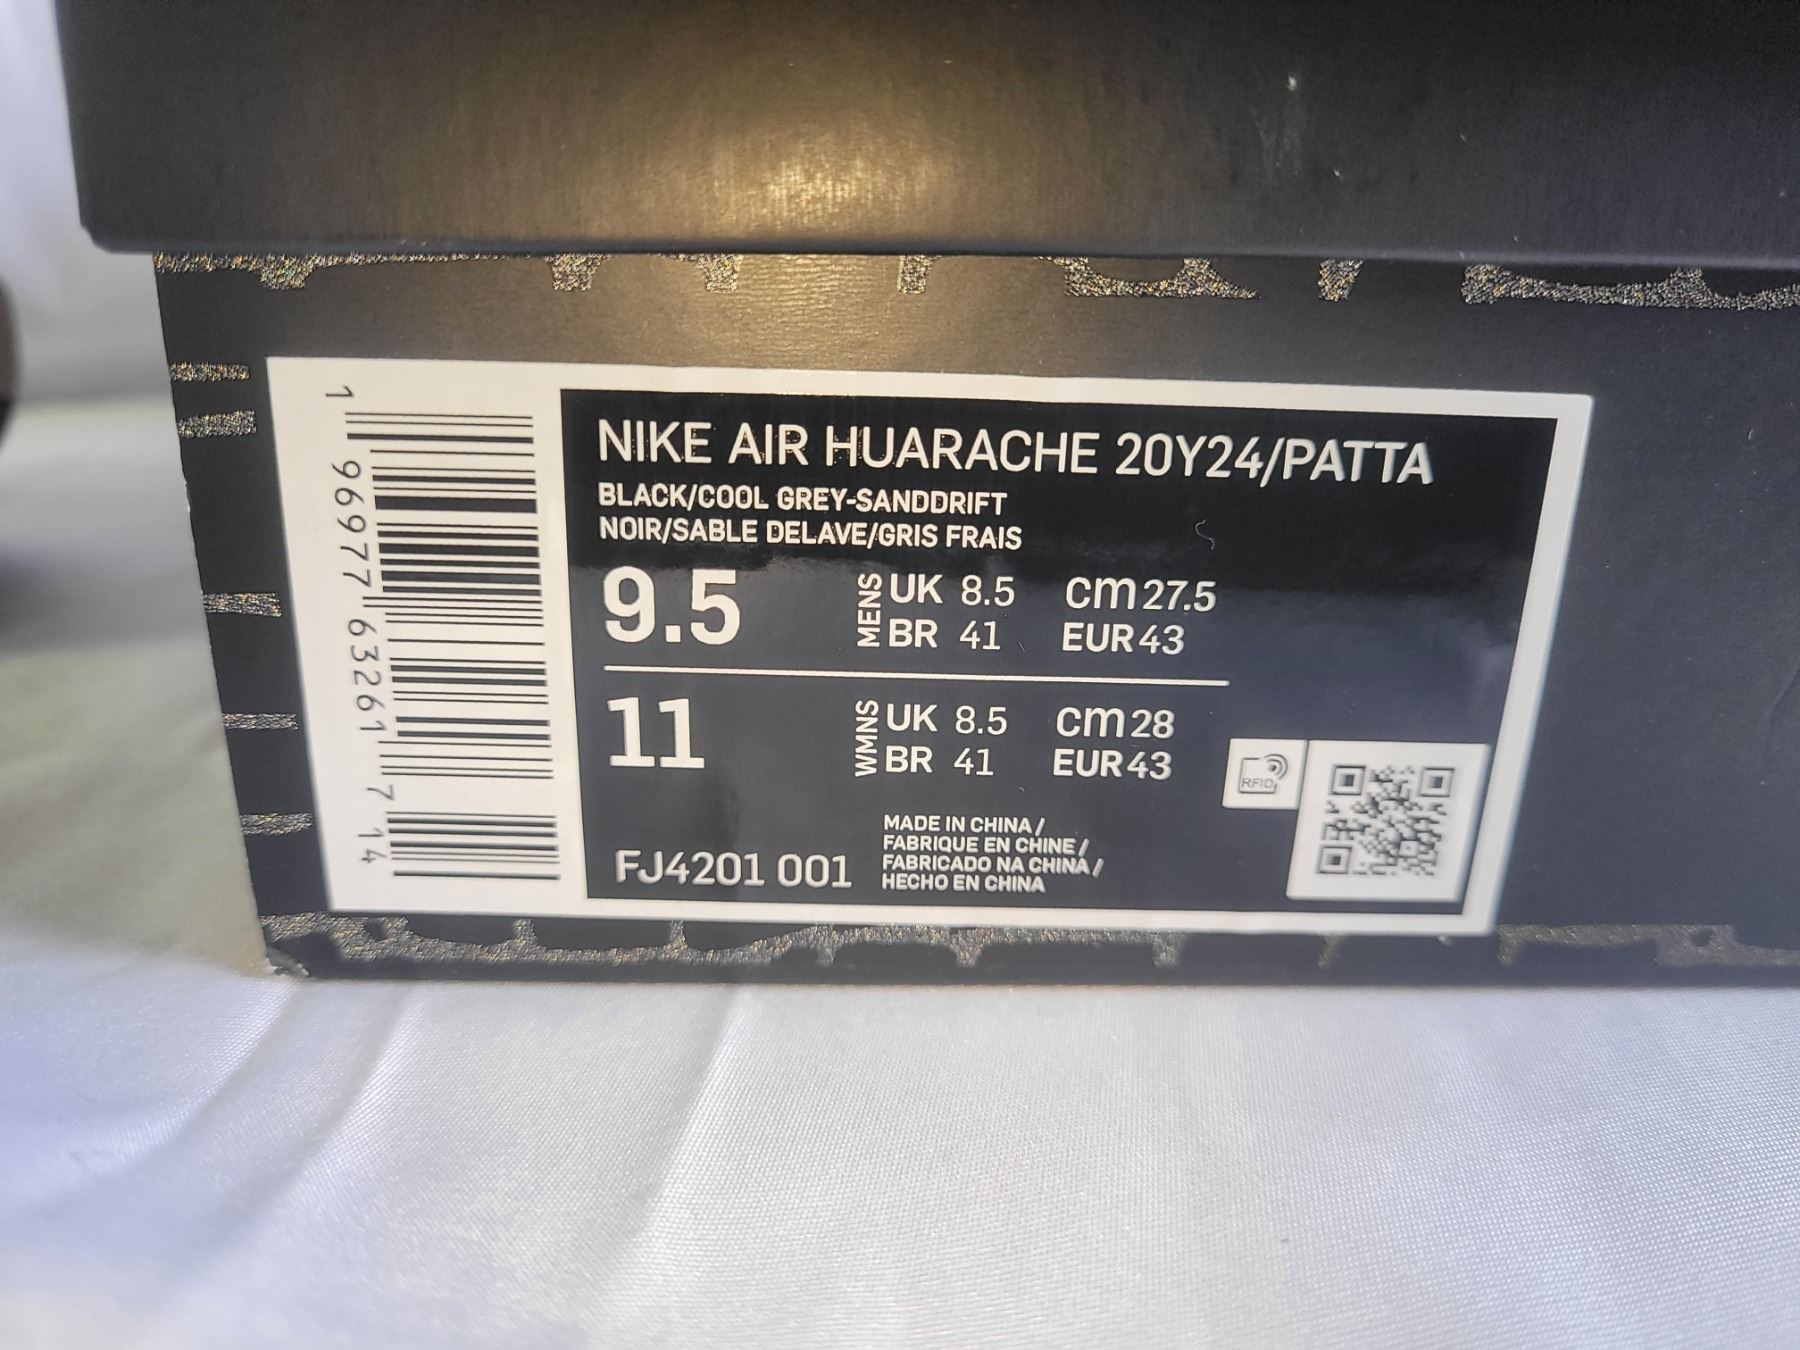 NIKE AIR HUARACHE 20Y24/PATTA
BLACK/COOL GREY-SANDDRIFT
NOIR/SABLE DELAVE/GRIS FRAIS
9.5 MENS UK 8.5 CM 27.5
BR 41 EUR 43
11 WMNS UK 8.5 CM 28
BR 41 EUR 43
FJ4201 001
MADE IN CHINA/
FABRIQUE EN CHINE/
FABRICADO NA CHINA/
HECHO EN CHINA
RFID
1 96977 63261 7 14